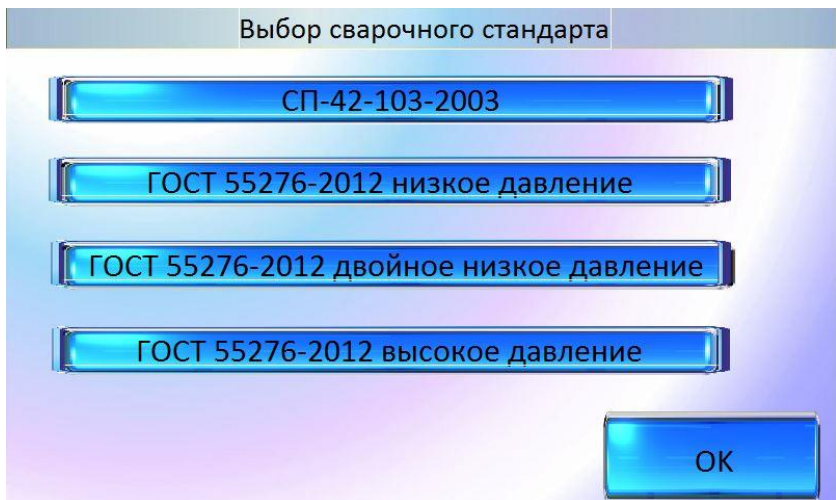 Выбор сварочного стандарта
СП-42-103-2003
ГОСТ 55276-2012 низкое давление
ГОСТ 55276-2012 двойное низкое давление
ГОСТ 55276-2012 высокое давление
OK